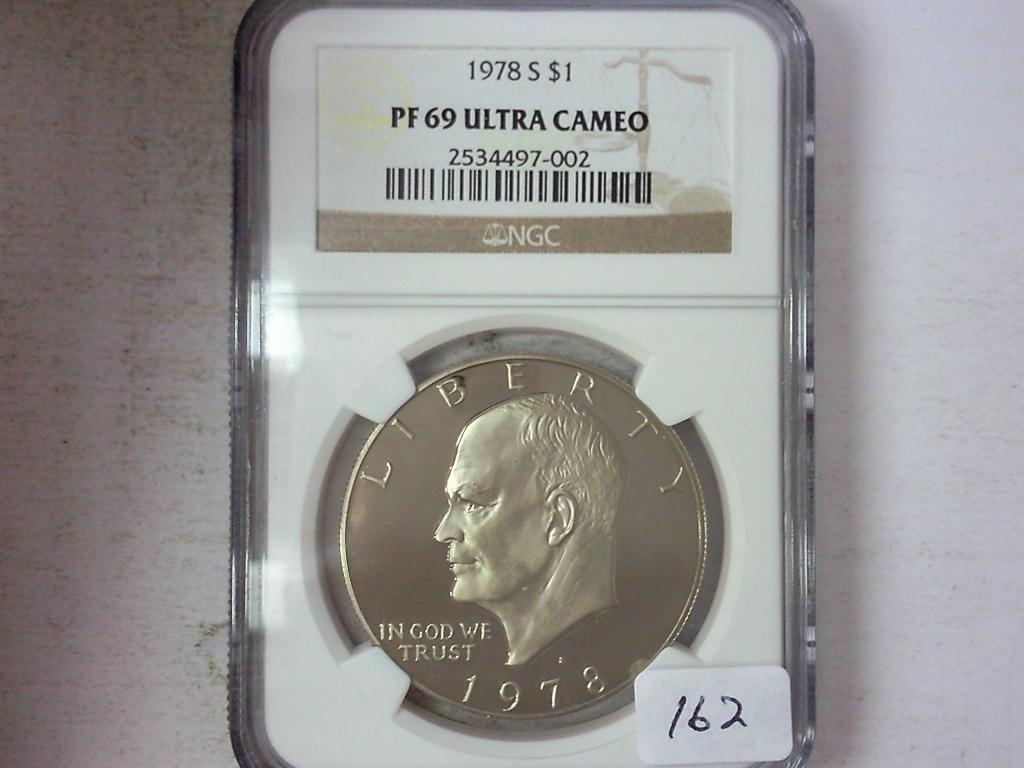 1978 S $1
PF 69 ULTRA CAMEO
2534497-002
NGC
LIBERTY
IN GOD WE
TRUST
S
1978
162